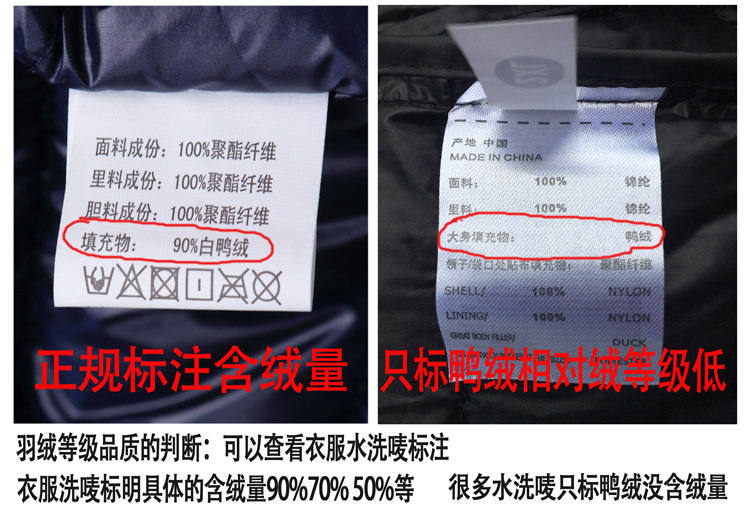 面料成份：100%聚酯纤维
里料成份：100%聚酯纤维
胆料成份：100%聚酯纤维
填充物： 90%白鸭绒
正规标注含绒量
产地 中国
MADE IN CHINA
面料： 100% 锦纶
里料： 100% 锦纶
大身填充物： 鸭绒
领子/袋口处贴布填充物： 聚酯纤维
SHELL/ 100% NYLON
LINING/ 100% NYLON
GREAT BODY FILLER/ DUCK
只标鸭绒相对绒等级低
羽绒等级品质的判断：可以查看衣服水洗唛标注
衣服洗唛标明具体的含绒量90%70% 50%等
很多水洗唛只标鸭绒没含绒量